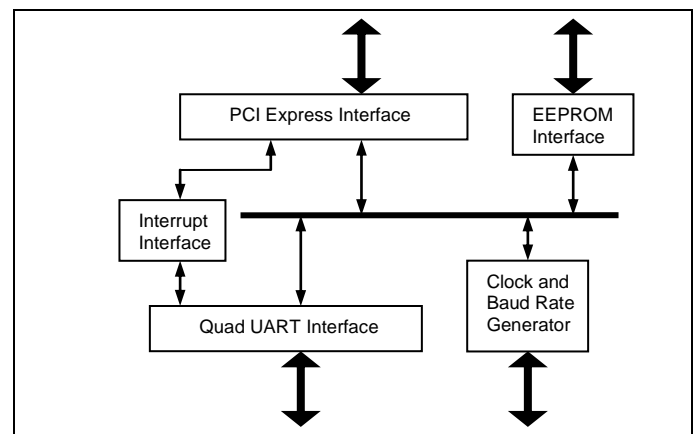 PCI Express Interface
EEPROM
Interface
Interrupt
Interface
Clock and
Baud Rate
Generator
Quad UART Interface